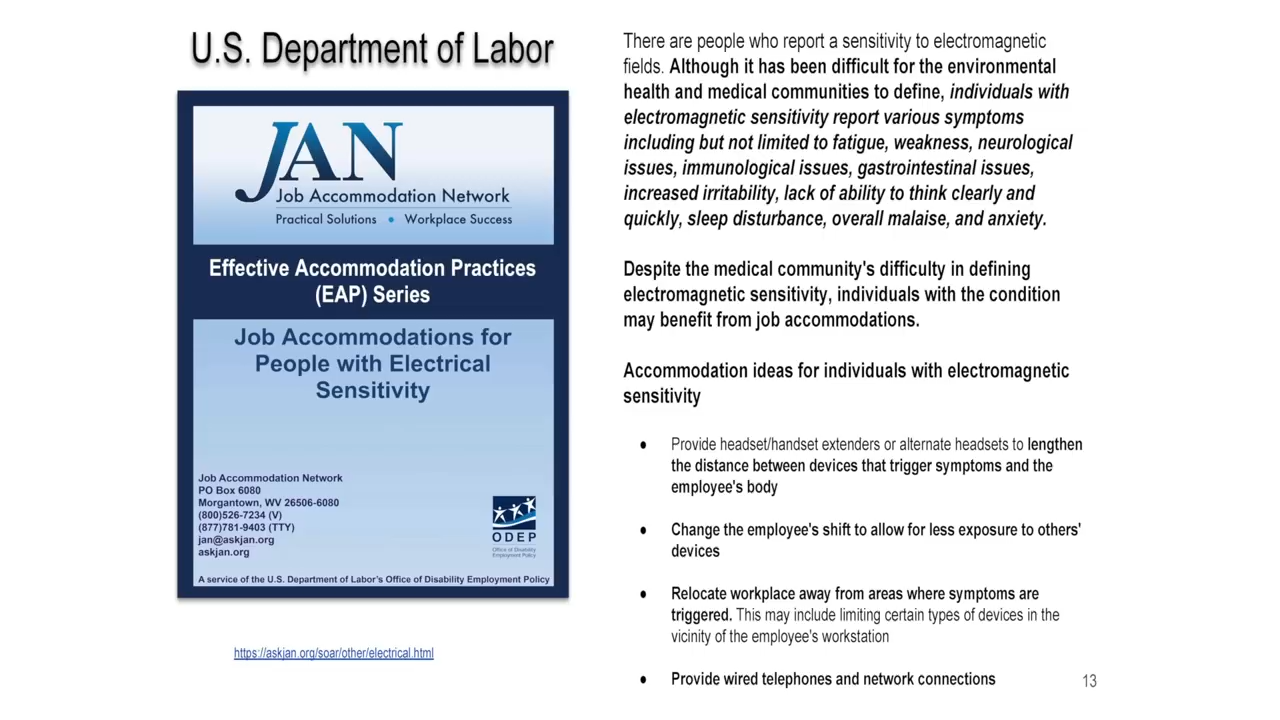 U.S. Department of Labor
JAN
Job Accommodation Network
Practical Solutions • Workplace Success
Effective Accommodation Practices
(EAP) Series
Job Accommodations for
People with Electrical
Sensitivity
Job Accommodation Network
PO Box 6080
Morgantown, WV 26506-6080
(800)526-7234 (V)
(877)781-9403 (TTY)
jan@askjan.org
askjan.org
ODEP
Office of Disability
Employment Policy
A service of the U.S. Department of Labor's Office of Disability Employment Policy
https://askjan.org/soar/other/electrical.html
There are people who report a sensitivity to electromagnetic
fields. Although it has been difficult for the environmental
health and medical communities to define, individuals with
electromagnetic sensitivity report various symptoms
including but not limited to fatigue, weakness, neurological
issues, immunological issues, gastrointestinal issues,
increased irritability, lack of ability to think clearly and
quickly, sleep disturbance, overall malaise, and anxiety.
Despite the medical community's difficulty in defining
electromagnetic sensitivity, individuals with the condition
may benefit from job accommodations.
Accommodation ideas for individuals with electromagnetic
sensitivity
• Provide headset/handset extenders or alternate headsets to lengthen
the distance between devices that trigger symptoms and the
employee's body
• Change the employee's shift to allow for less exposure to others'
devices
• Relocate workplace away from areas where symptoms are
triggered. This may include limiting certain types of devices in the
vicinity of the employee's workstation
• Provide wired telephones and network connections
13